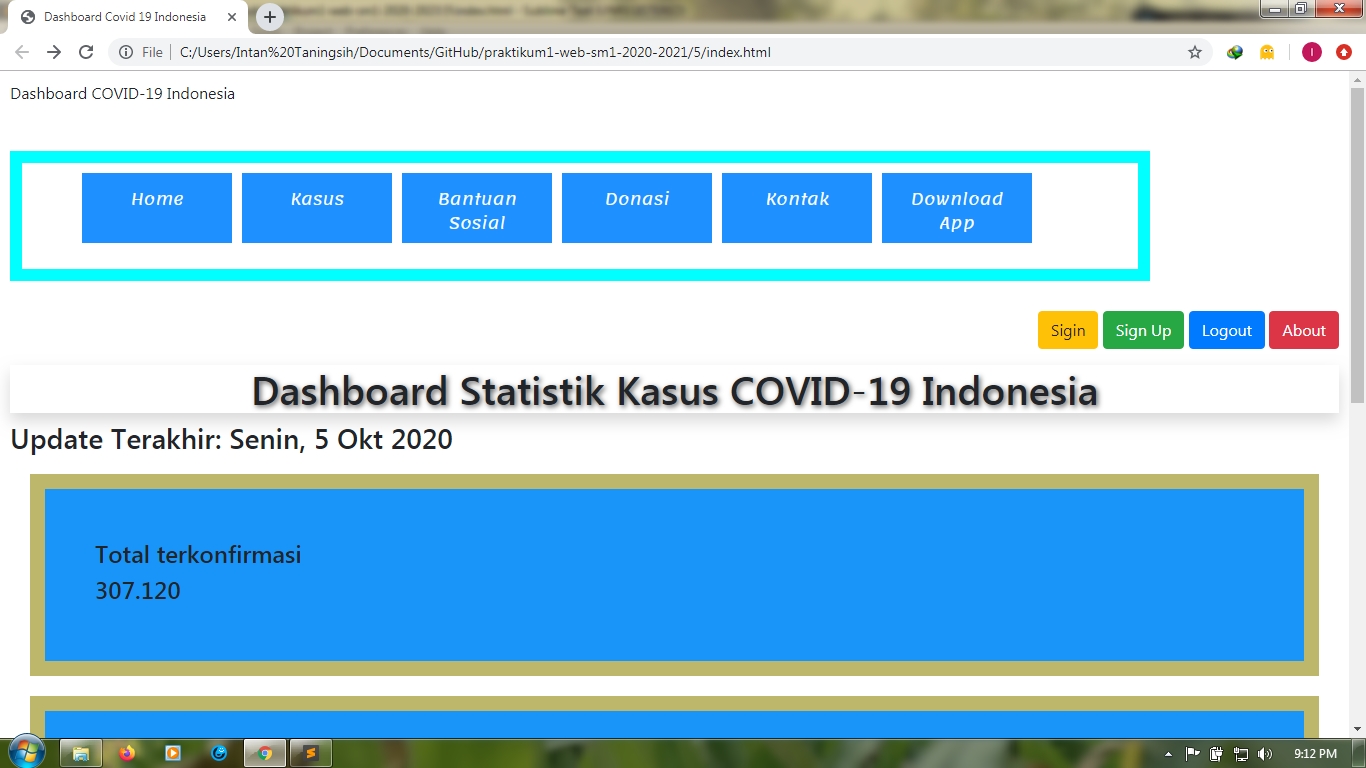 Dashboard Covid 19 Indonesia
File
C:/Users/Intan%20Taningsih/Documents/GitHub/praktikum1-web-sm1-2020-2021/5/index.html
I
Dashboard COVID-19 Indonesia
Home
Kasus
Bantuan
Sosial
Donasi
Kontak
Download
App
Sigin
Sign Up
Logout
About
Dashboard Statistik Kasus COVID-19 Indonesia
Update Terakhir: Senin, 5 Okt 2020
Total terkonfirmasi
307.120
9:12 PM